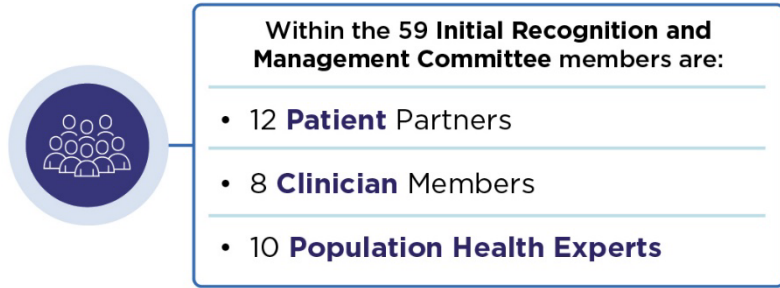 Within the 59 Initial Recognition and
Management Committee members are:
• 12 Patient Partners
• 8 Clinician Members
• 10 Population Health Experts